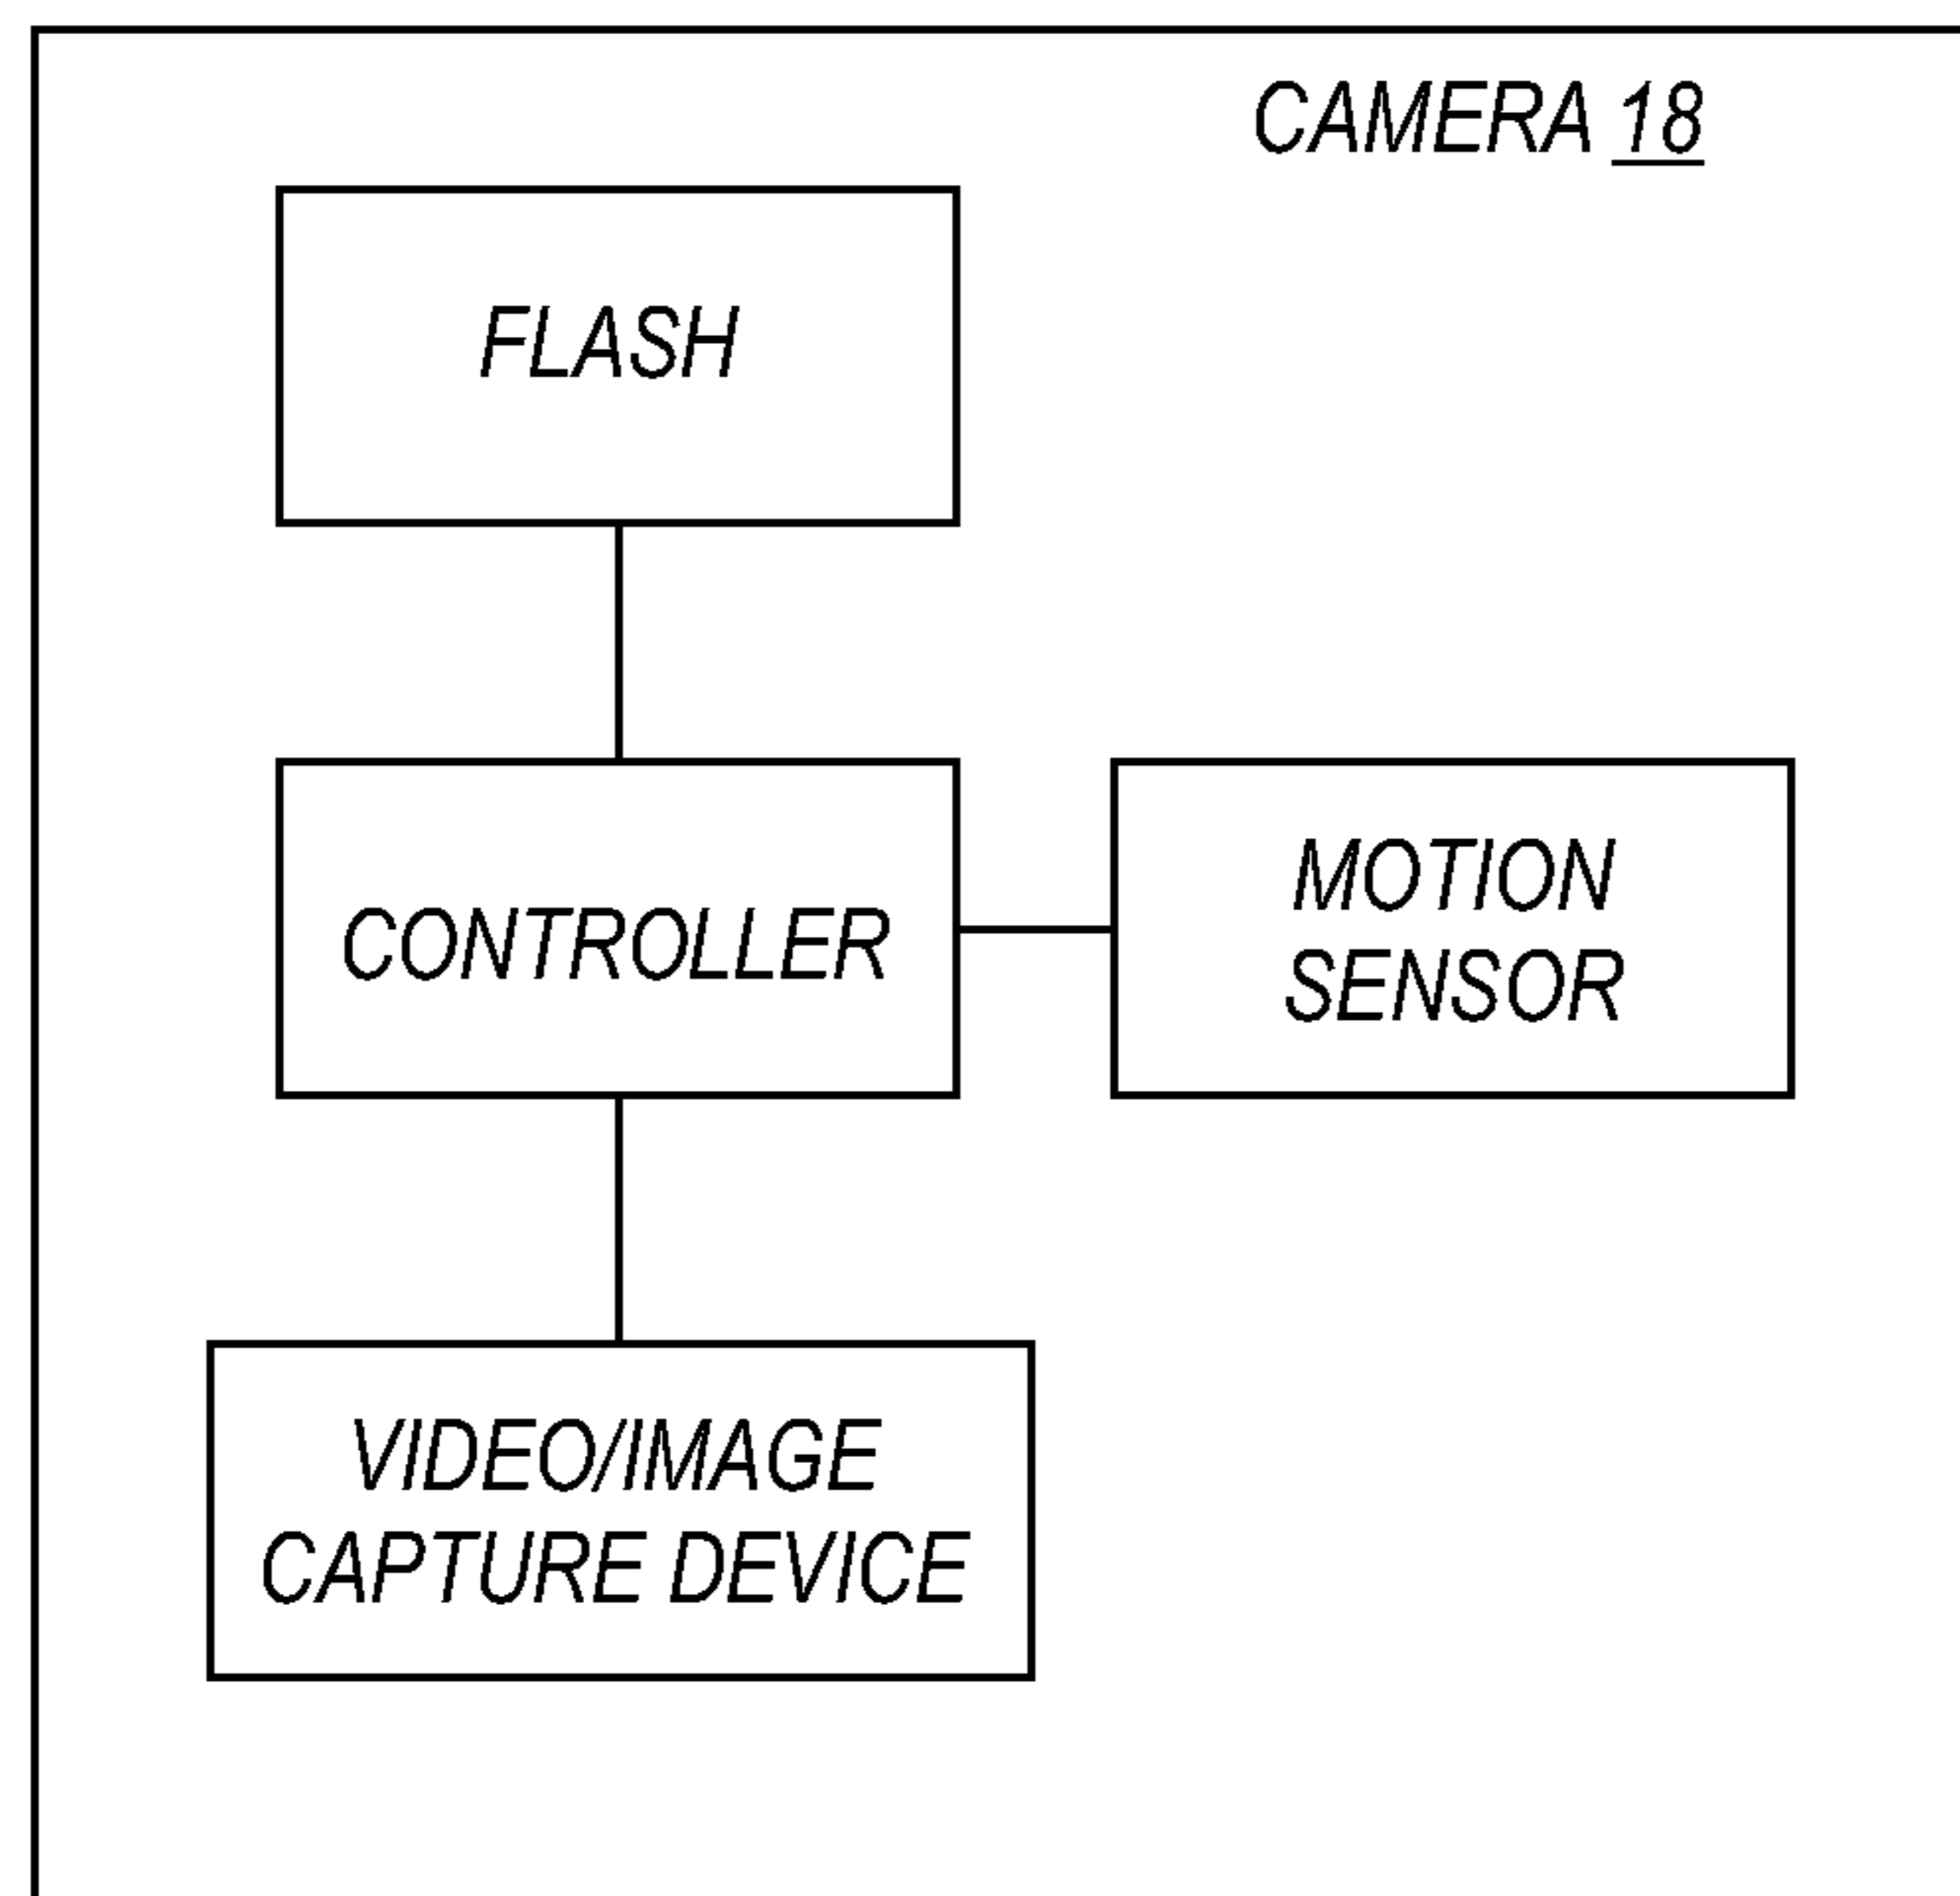 CAMERA 18
FLASH
CONTROLLER
MOTION
SENSOR
VIDEO/IMAGE
CAPTURE DEVICE